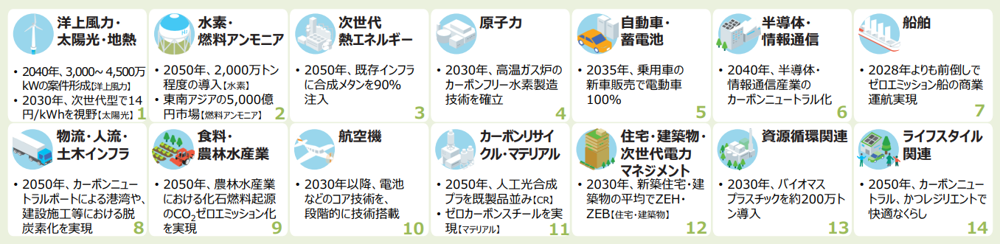 洋上風力・
太陽光・地熱
・2040年、3,000~4,500万
kWの案件形成【洋上風力】
・2030年、次世代型で14
円/kWhを視野【太陽光】
1
水素・
燃料アンモニア
・2050年、2,000万トン
程度の導入【水素】
・東南アジアの5,000億
円市場【燃料アンモニア】
2
次世代
熱エネルギー
・2050年、既存インフラ
に合成メタンを90%
注入
3
原子力
・2030年、高温ガス炉の
カーボンフリー水素製造
技術を確立
4
自動車・
蓄電池
・2035年、乗用車の
新車販売で電動車
100%
5
半導体・
情報通信
・2040年、半導体・
情報通信産業の
カーボンニュートラル化
6
船舶
・2028年よりも前倒しで
ゼロエミッション船の商業
運航実現
7
物流・人流・
土木インフラ
・2050年、カーボンニュー
トラルポートによる港湾や、
建設施工等における脱
炭素化を実現
8
食料・
農林水産業
・2050年、農林水産業
における化石燃料起源
のCO2ゼロエミッション化
を実現
9
航空機
・2030年以降、電池
などのコア技術を、
段階的に技術搭載
10
カーボンリサイ
クル・マテリアル
・2050年、人工光合成
プラを既製品並み【CR】
・ゼロカーボンスチールを実
現【マテリアル】
11
住宅・建築物・
次世代電力
マネジメント
・2030年、新築住宅・建
築物の平均でZEH・
ZEB【住宅・建築物】
12
資源循環関連
・2030年、バイオマス
プラスチックを約200万ト
ン導入
13
ライフスタイル
関連
・2050年、カーボンニュー
トラル、かつレジリエントで
快適なくらし
14
H2